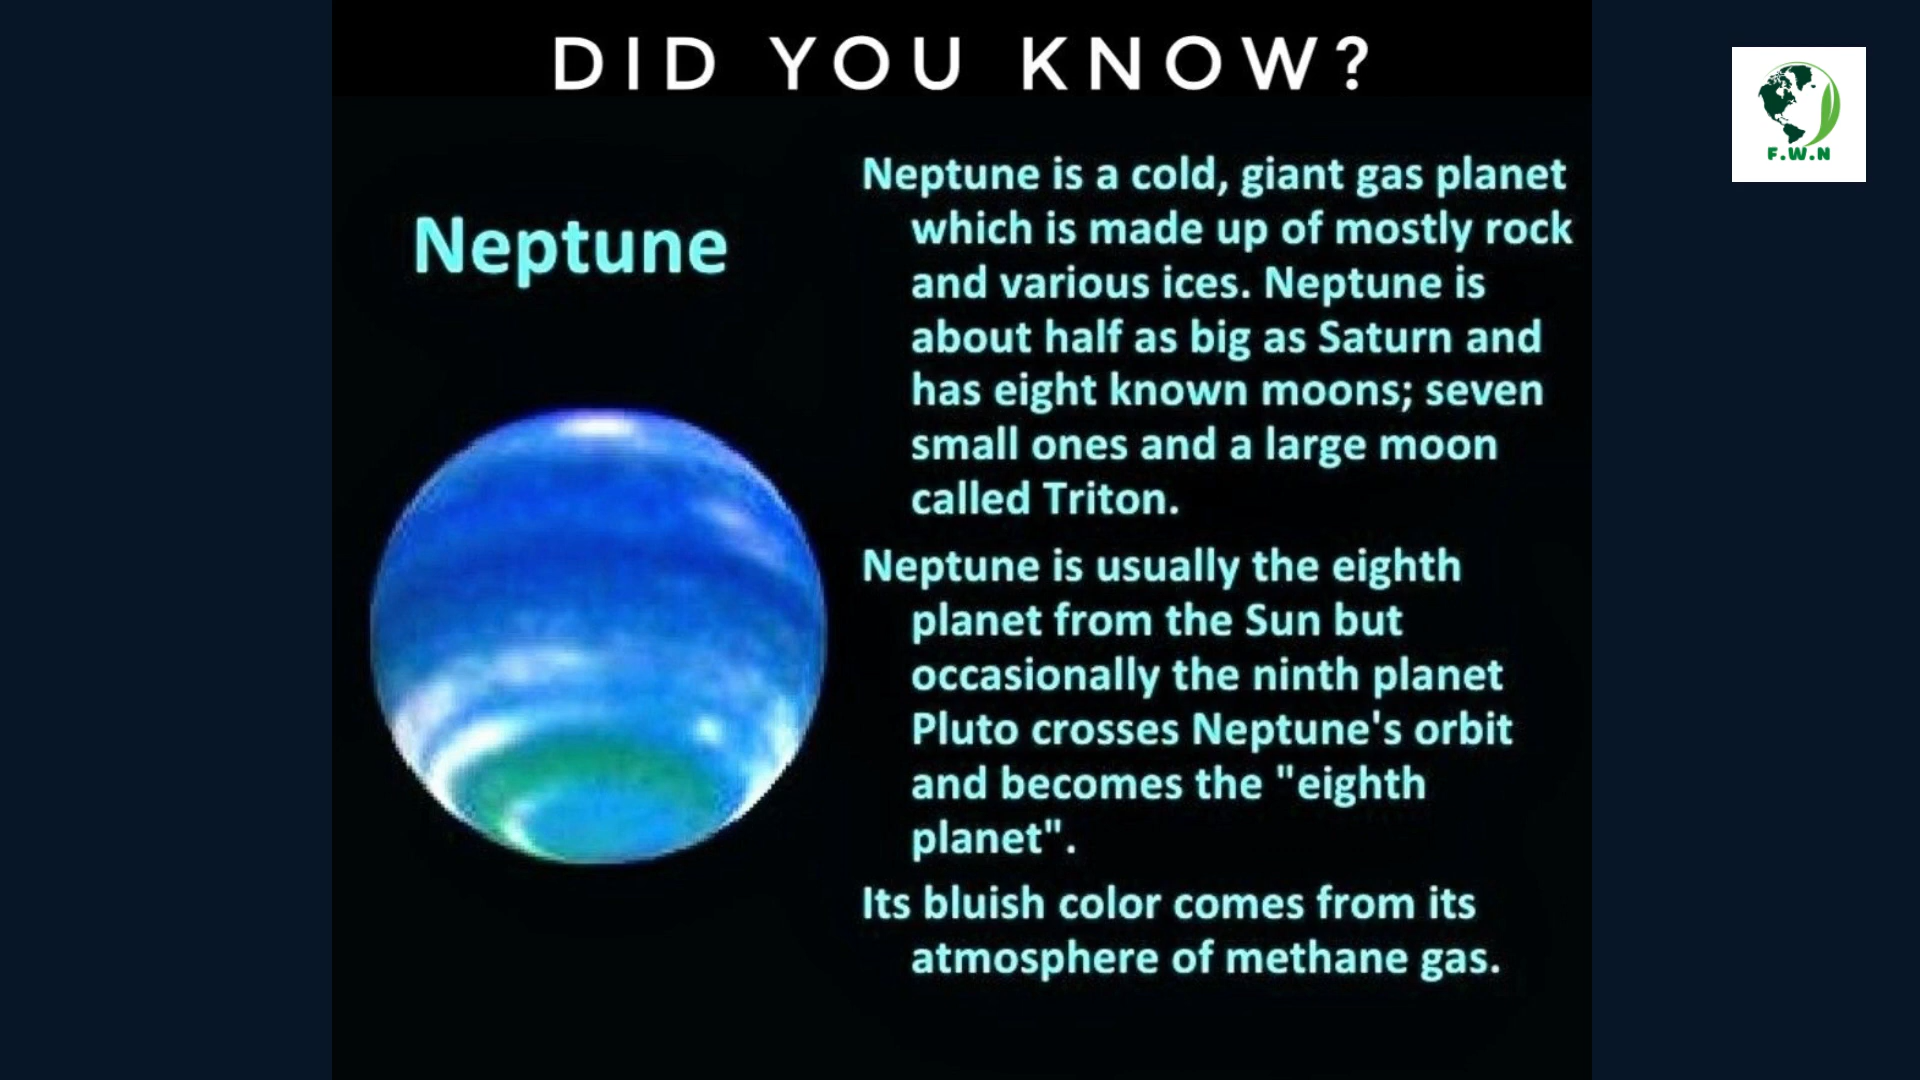 DID YOU KNOW?
F.W.N
Neptune
Neptune is a cold, giant gas planet
which is made up of mostly rock
and various ices. Neptune is
about half as big as Saturn and
has eight known moons; seven
small ones and a large moon
called Triton.
Neptune is usually the eighth
planet from the Sun but
occasionally the ninth planet
Pluto crosses Neptune's orbit
and becomes the "eighth
planet".
Its bluish color comes from its
atmosphere of methane gas.